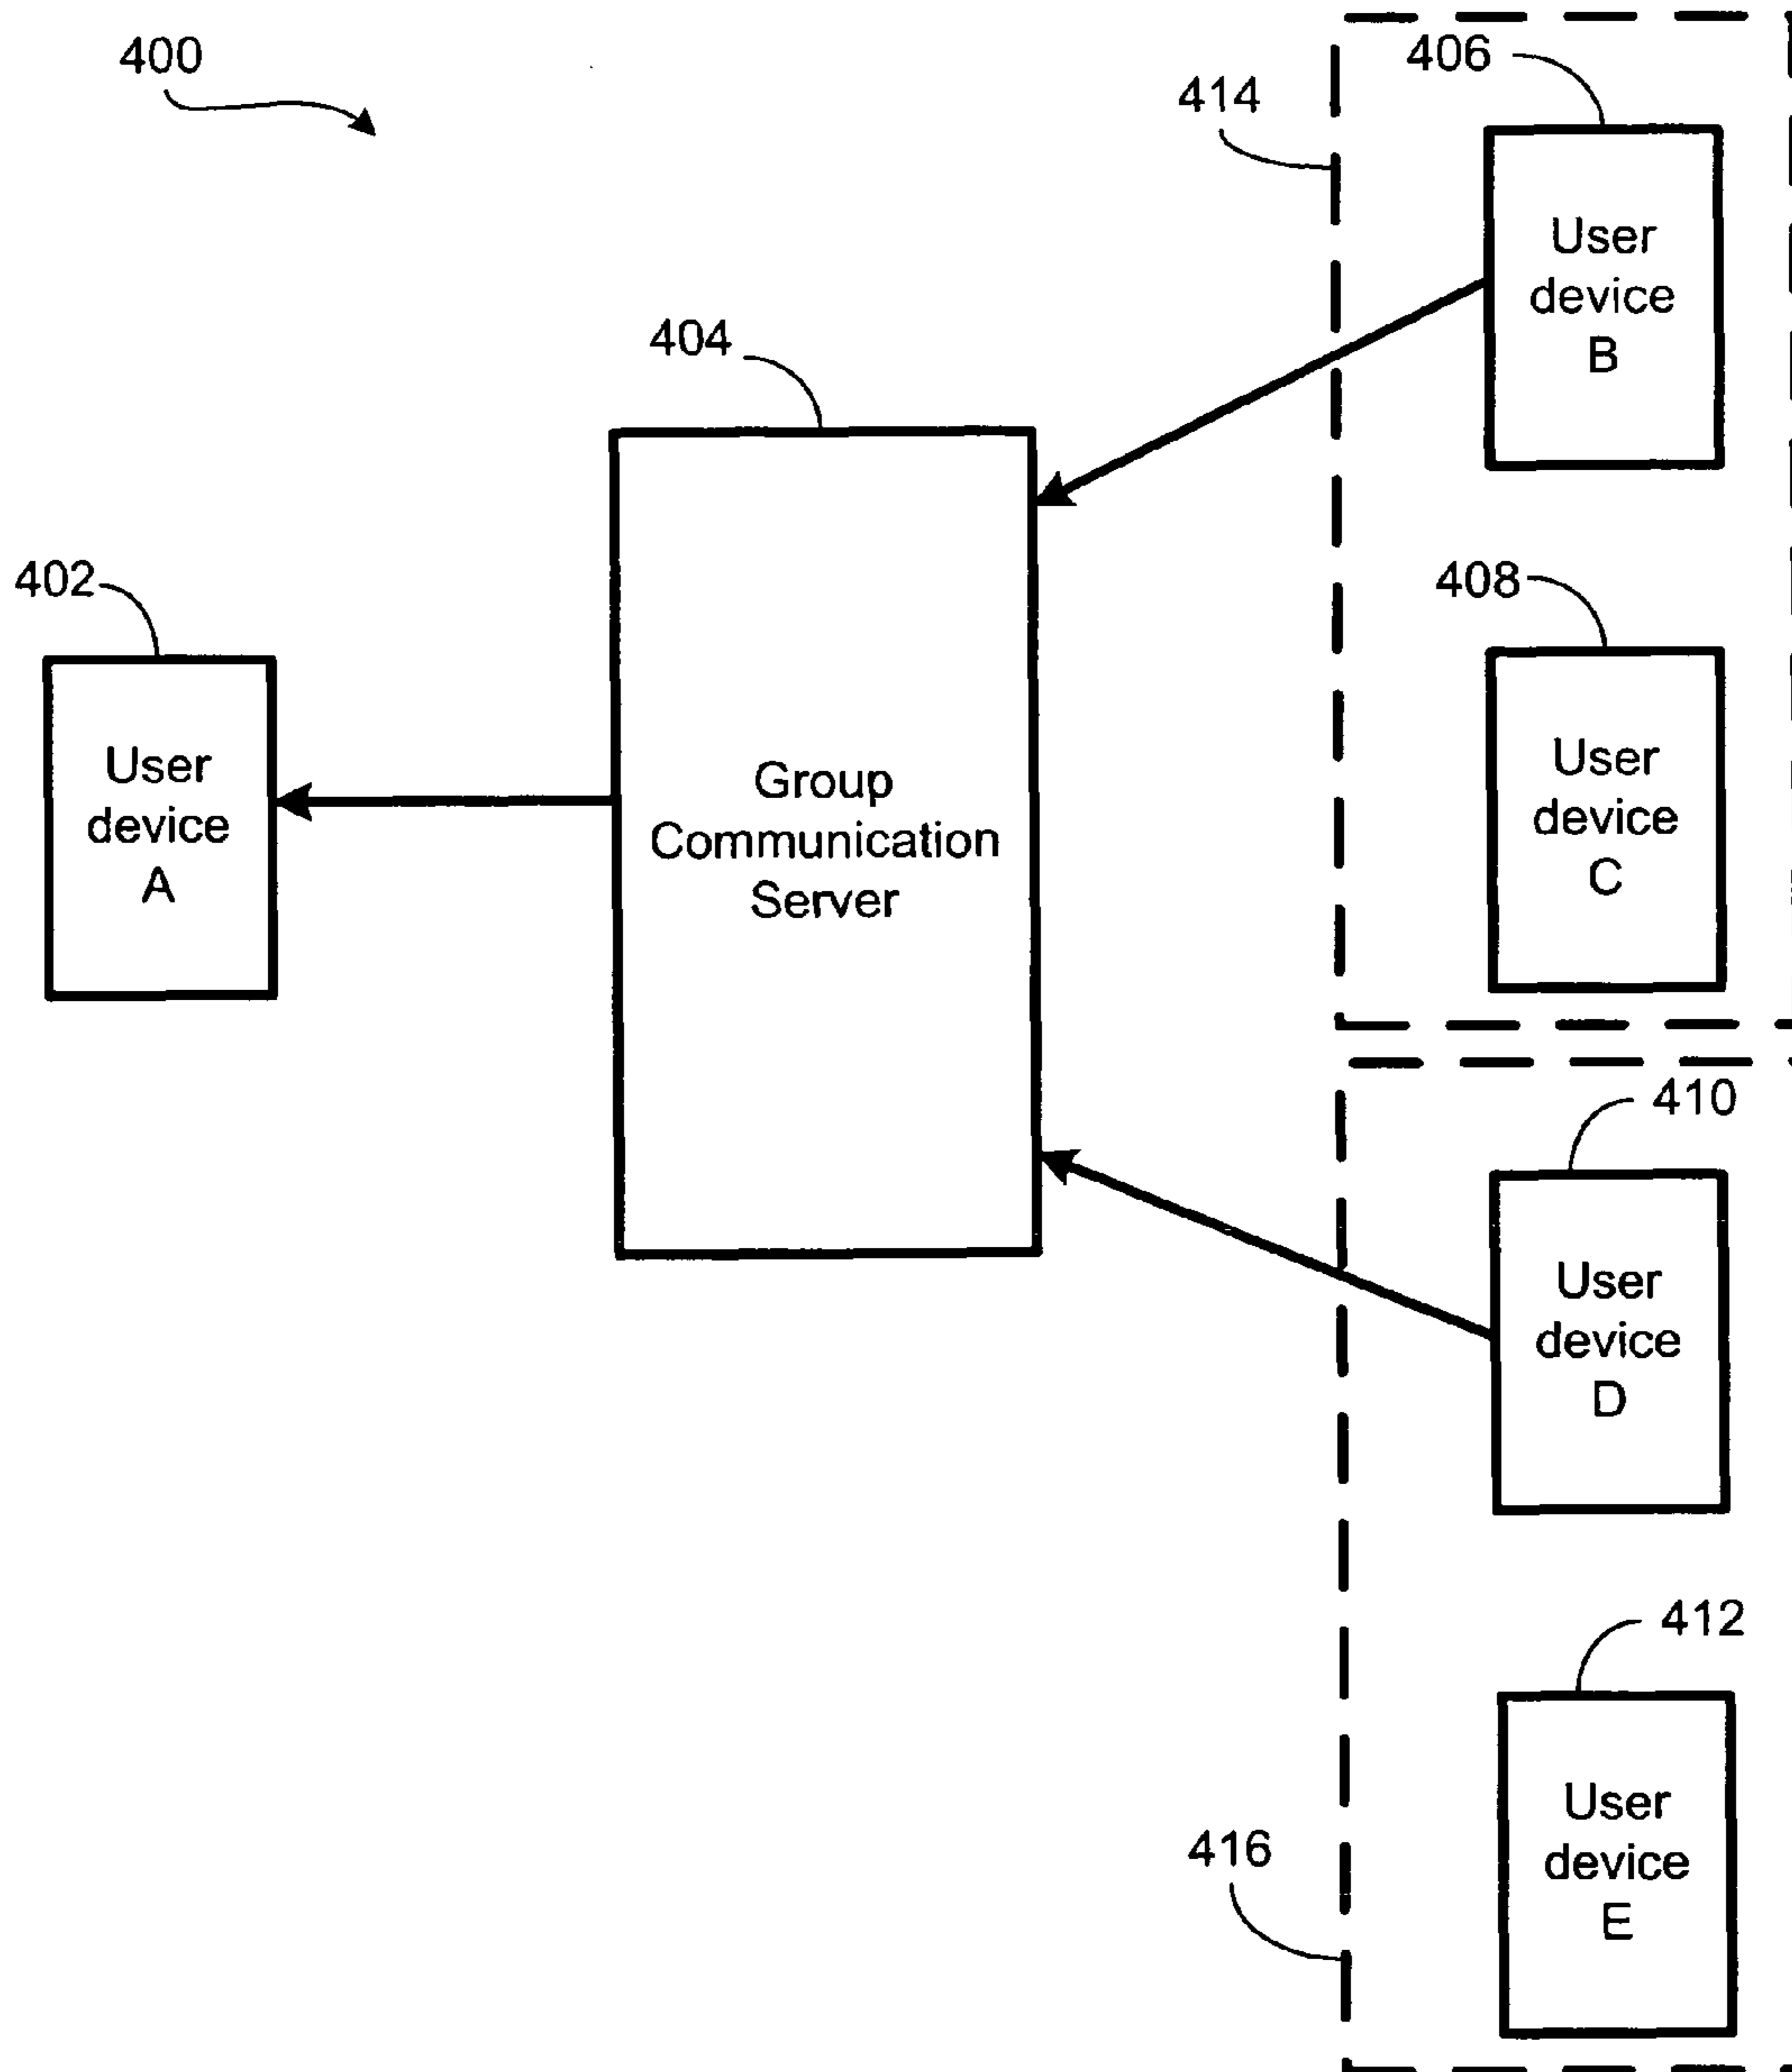 400
406
414
User
device
B
404
402
408
User
device
A
Group
Communication
Server
User
device
C
410
User
device
D
412
416
User
device
E